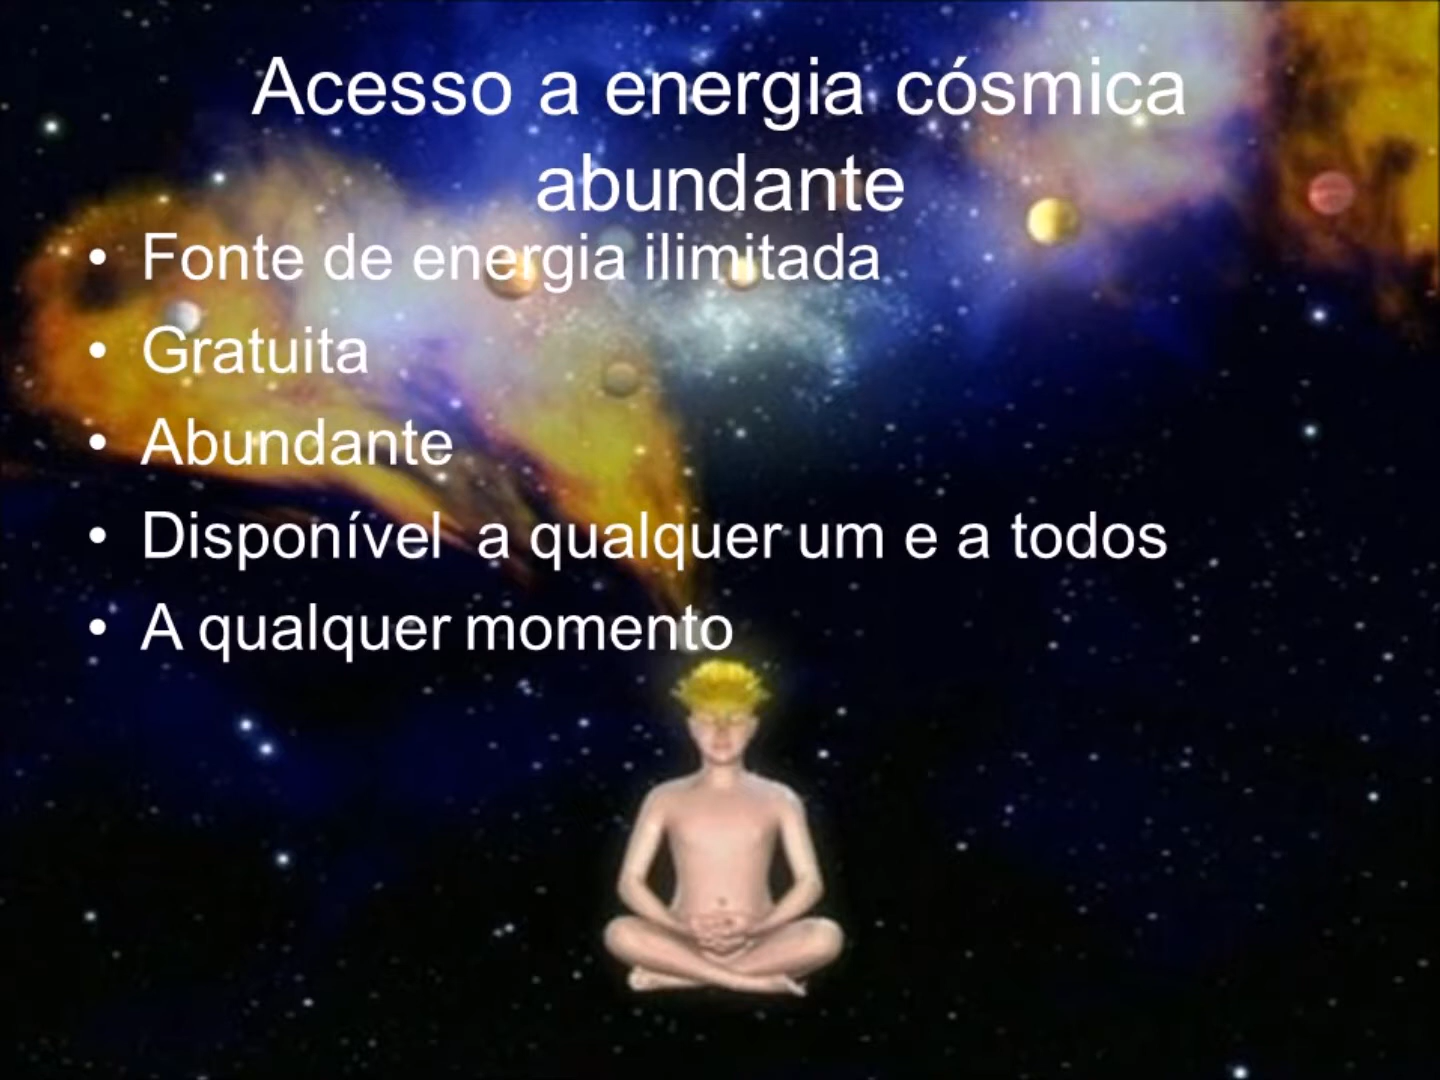 Acesso a energia cósmica
abundante
• Fonte de energia ilimitada
• Gratuita
• Abundante
• Disponível  a qualquer um e a todos
• A qualquer momento